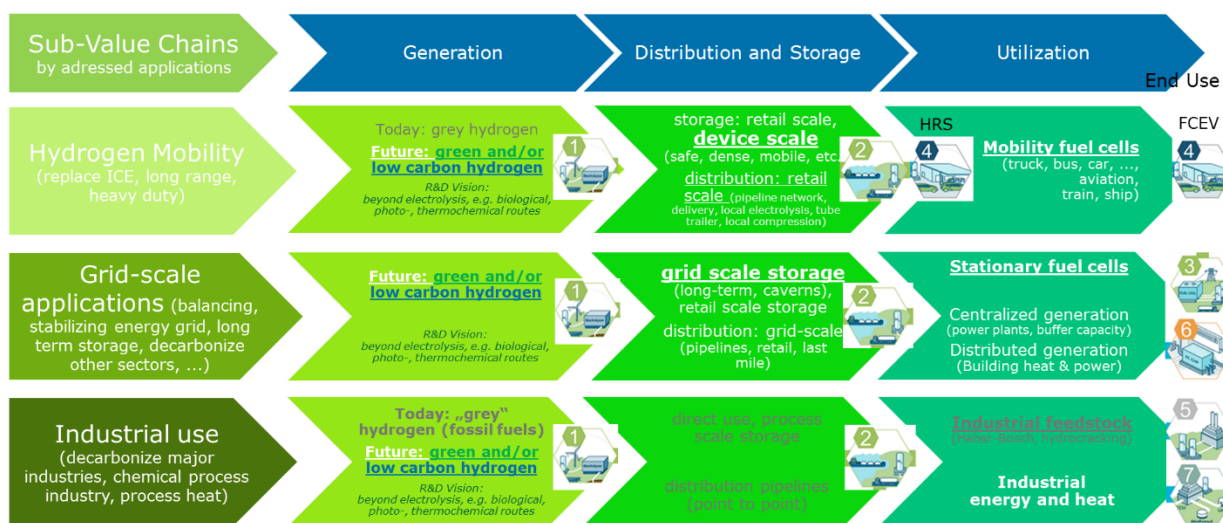 Sub-Value Chains
by adressed applications
Generation
Distribution and Storage
Utilization
End Use
Hydrogen Mobility
(replace ICE, long range,
heavy duty)
Today: grey hydrogen
Future: green and/or
low carbon hydrogen
R&D Vision:
beyond electrolysis, e.g. biological,
photo-, thermochemical routes
1
storage: retail scale,
device scale
(safe, dense, mobile, etc.
distribution: retail
scale (pipeline network,
delivery, local electrolysis, tube
trailer, local compression)
2
HRS
4
Mobility fuel cells
(truck, bus, car, ...,
aviation,
train, ship)
FCEV
4
Grid-scale
applications (balancing,
stabilizing energy grid, long
term storage, decarbonize
other sectors, ...)
Future: green and/or
low carbon hydrogen
R&D Vision:
beyond electrolysis, e.g. biological,
photo-, thermochemical routes
1
grid scale storage
(long-term, caverns),
retail scale storage
distribution: grid-scale
(pipelines, retail, last
mile)
2
Stationary fuel cells
Centralized generation
(power plants, buffer capacity)
Distributed generation
(Building heat & power)
3
6
Industrial use
(decarbonize major
industries, chemical process
industry, process heat)
Today: „grey“
hydrogen (fossil fuels)
Future: green and/or
low carbon hydrogen
R&D Vision:
beyond electrolysis, e.g. biological,
photo-, thermochemical routes
1
direct use, process
scale storage
distribution pipelines
(point to point)
2
Industrial feedstock
(Haber-Bosch, hydrocracking)
Industrial
energy and heat
5
7